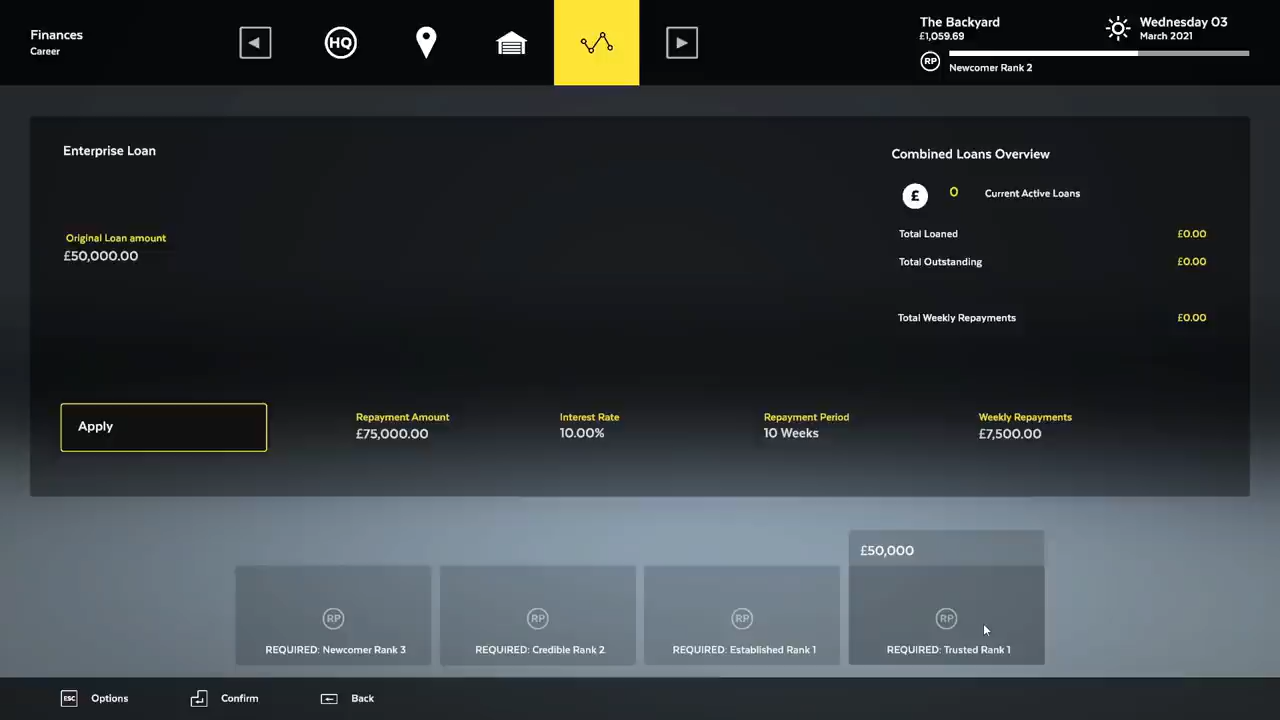 Finances
Career
HQ
The Backyard
£1,059.69
RP
Newcomer Rank 2
Wednesday 03
March 2021
Enterprise Loan
Original Loan amount
£50,000.00
Combined Loans Overview
£ 0 Current Active Loans
Total Loaned £0.00
Total Outstanding £0.00
Total Weekly Repayments £0.00
Apply
Repayment Amount
£75,000.00
Interest Rate
10.00%
Repayment Period
10 Weeks
Weekly Repayments
£7,500.00
£50,000
RP
REQUIRED: Newcomer Rank 3
RP
REQUIRED: Credible Rank 2
RP
REQUIRED: Established Rank 1
RP
REQUIRED: Trusted Rank 1
ESC Options
Confirm
Back